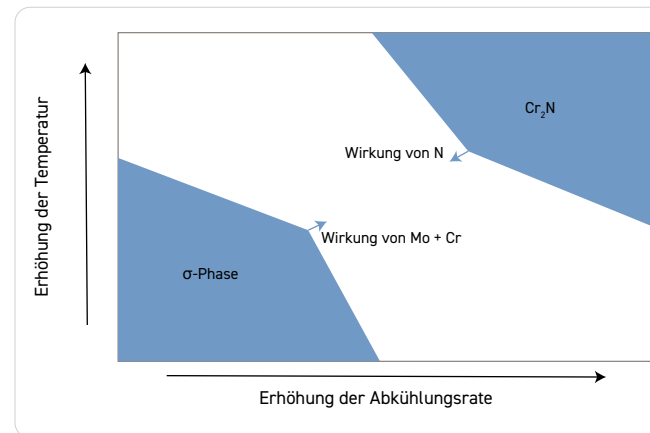 Erhöhung der Temperatur
Cr₂N
Wirkung von N
Wirkung von Mo + Cr
σ-Phase
Erhöhung der Abkühlungsrate